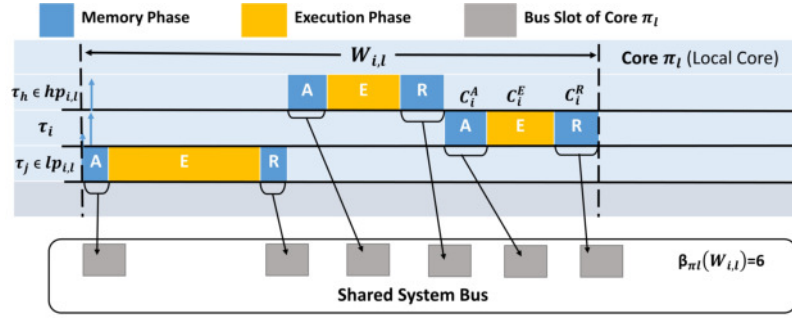 Memory Phase Execution Phase Bus Slot of Core π_l
W_{i,l} Core π_l (Local Core)
τ_h ∈ hp_{i,l} A E R C_i^A C_i^E C_i^R
τ_i A E R
τ_j ∈ lp_{i,l} A E R
β_{πl}(W_{i,l})=6
Shared System Bus